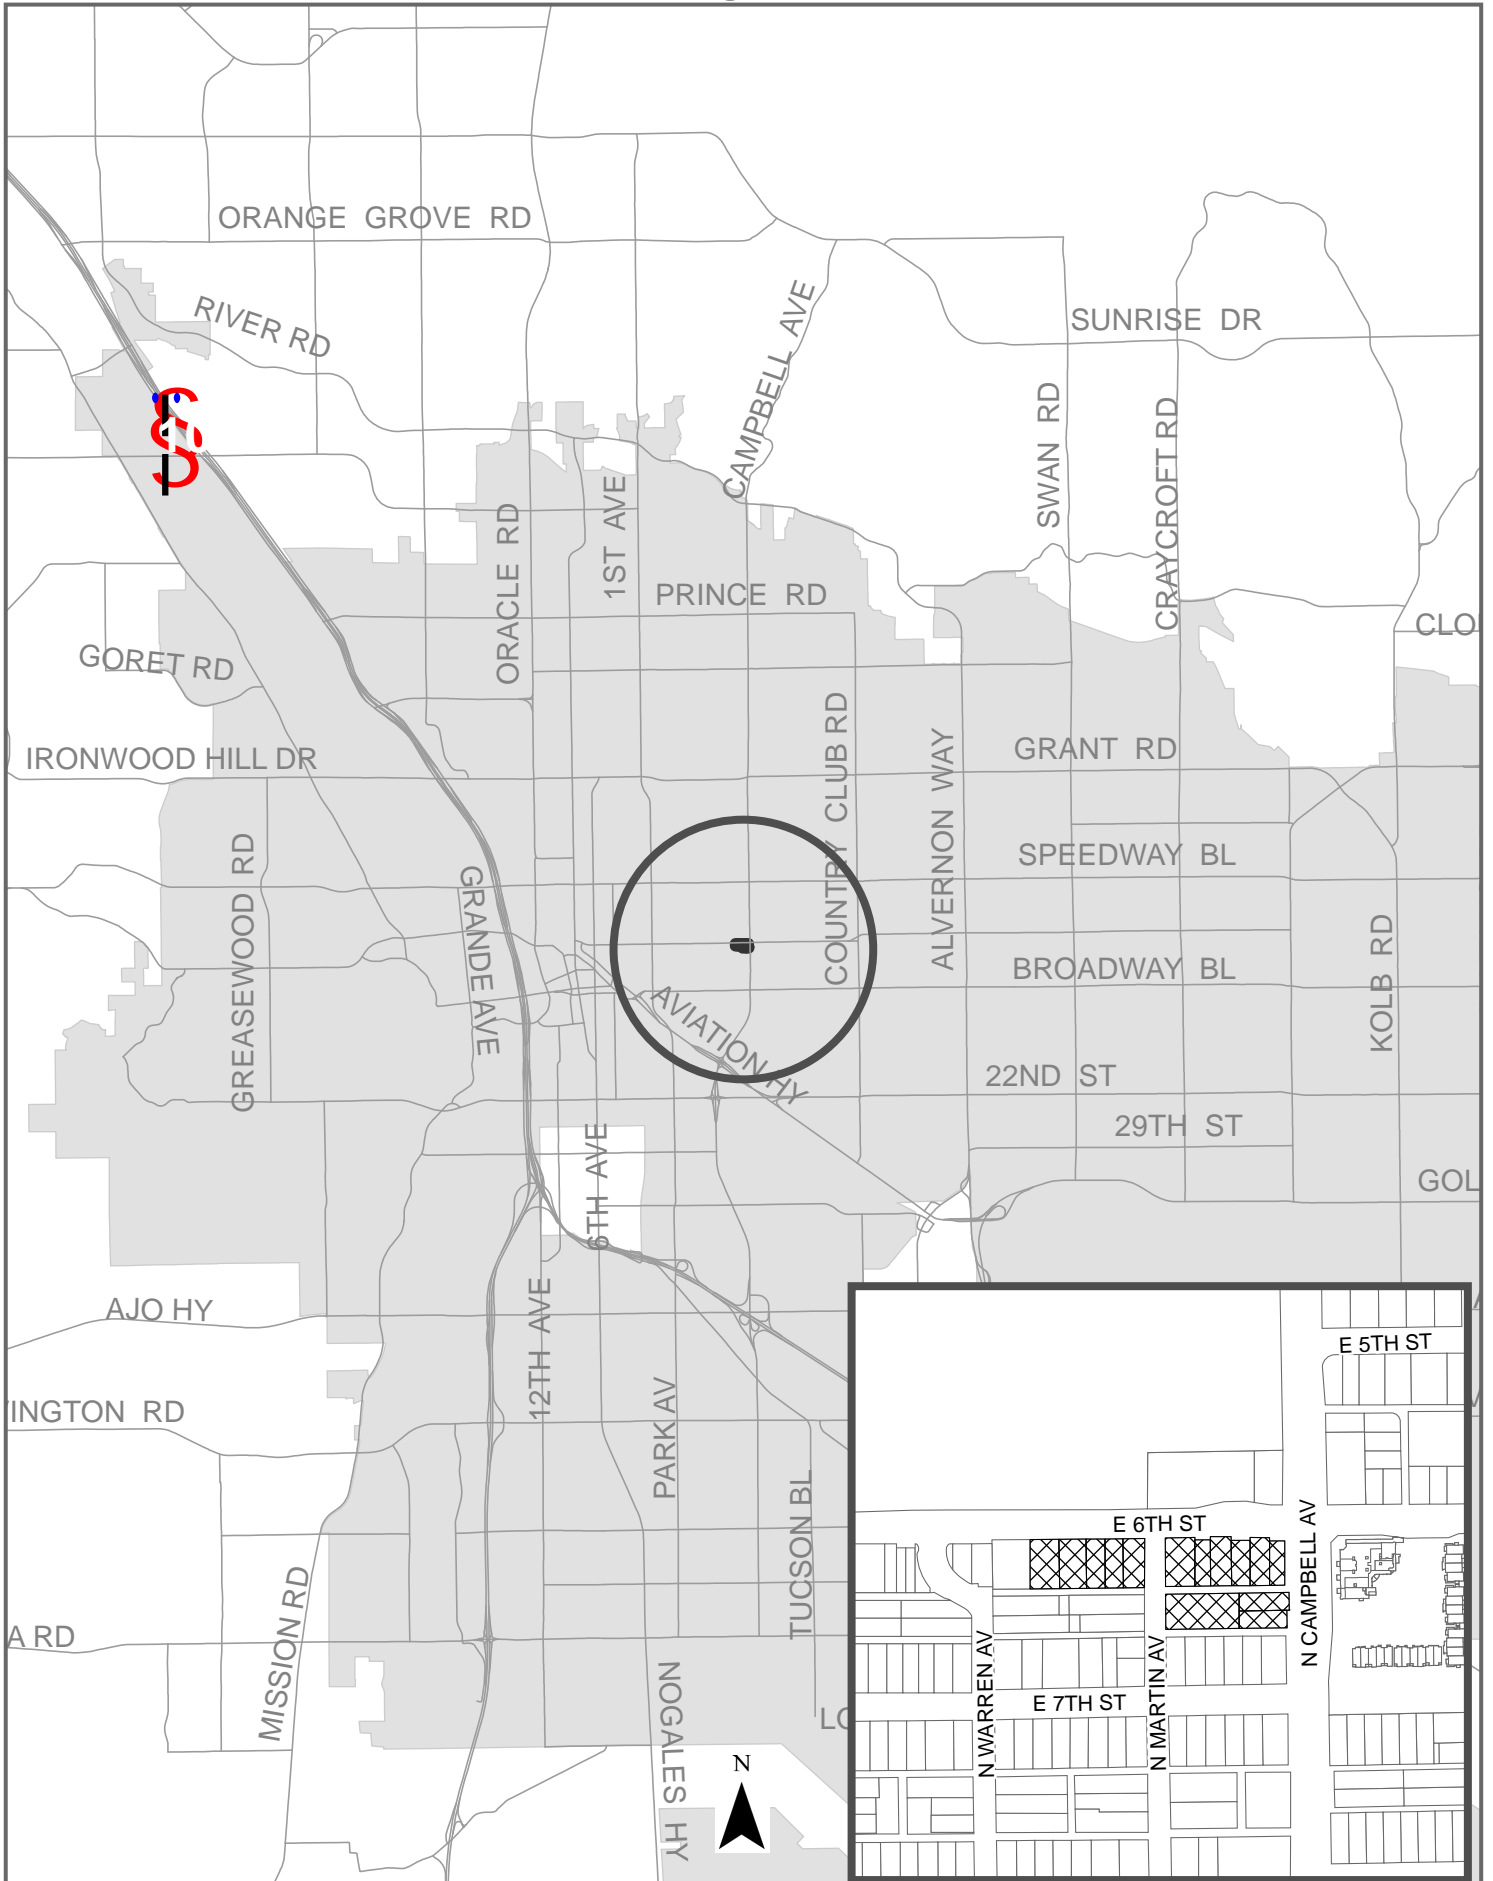 ORANGE GROVE RD
RIVER RD
CAMPBELL AVE
SUNRISE DR
SWAN RD
CRAYCROFT RD
ORACLE RD
1ST AVE
PRINCE RD
CLO
GORET RD
IRONWOOD HILL DR
COUNTRY CLUB RD
ALVERNON WAY
GRANT RD
SPEEDWAY BL
GREASEWOOD RD
GRANDE AVE
BROADWAY BL
KOLB RD
AVIATION HY
22ND ST
29TH ST
6TH AVE
GOL
AJO HY
12TH AVE
INGTON RD
PARK AV
TUCSON BL
A RD
MISSION RD
NOGALES HY
LO
N
E 5TH ST
E 6TH ST
N CAMPBELL AV
N WARREN AV
N MARTIN AV
E 7TH ST